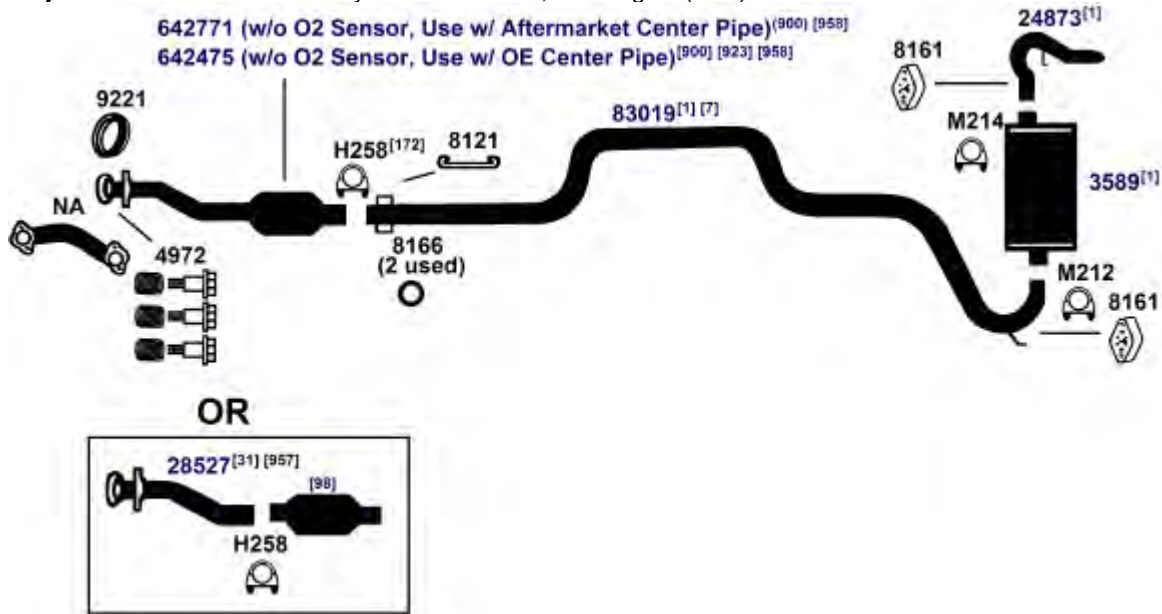 642771 (w/o O2 Sensor, Use w/ Aftermarket Center Pipe)(900) [958]
642475 (w/o O2 Sensor, Use w/ OE Center Pipe)[900] [923] [958]
24873[1]
8161
9221
83019[1] [7]
M214
H258[172]
8121
3589[1]
NA
4972
8166
(2 used)
M212
8161
OR
28527[31] [957]
[98]
H258